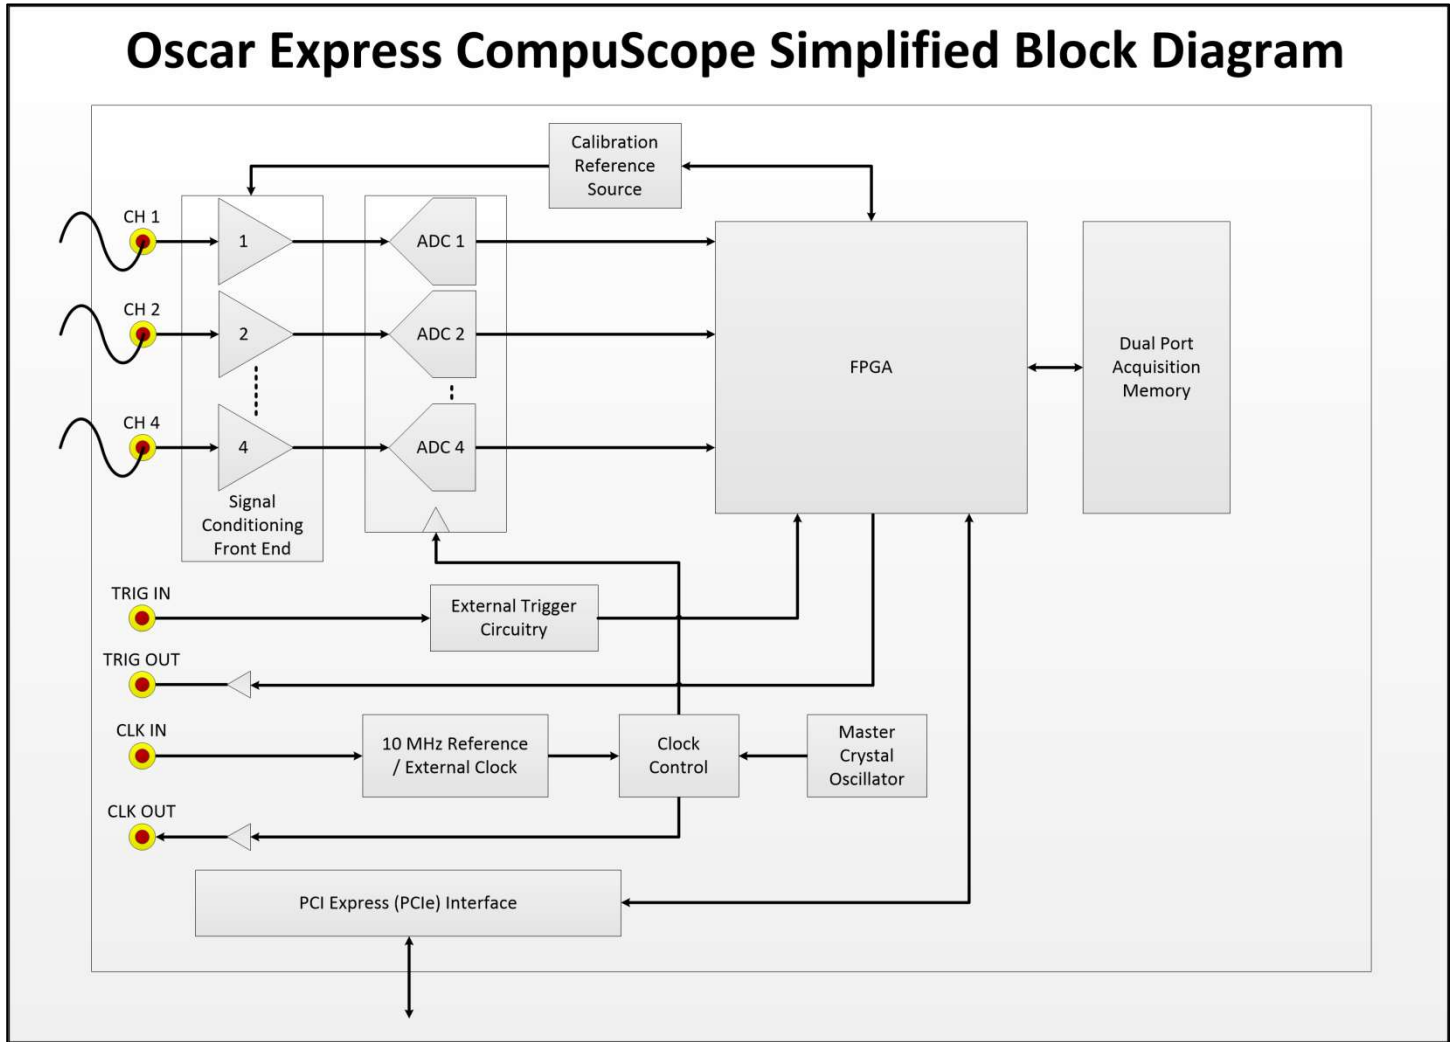 Oscar Express CompuScope Simplified Block Diagram
Calibration
Reference
Source
CH 1
1
ADC 1
CH 2
2
ADC 2
FPGA
Dual Port
Acquisition
Memory
CH 4
4
ADC 4
Signal
Conditioning
Front End
TRIG IN
External Trigger
Circuitry
TRIG OUT
CLK IN
10 MHz Reference
/ External Clock
Clock
Control
Master
Crystal
Oscillator
CLK OUT
PCI Express (PCIe) Interface